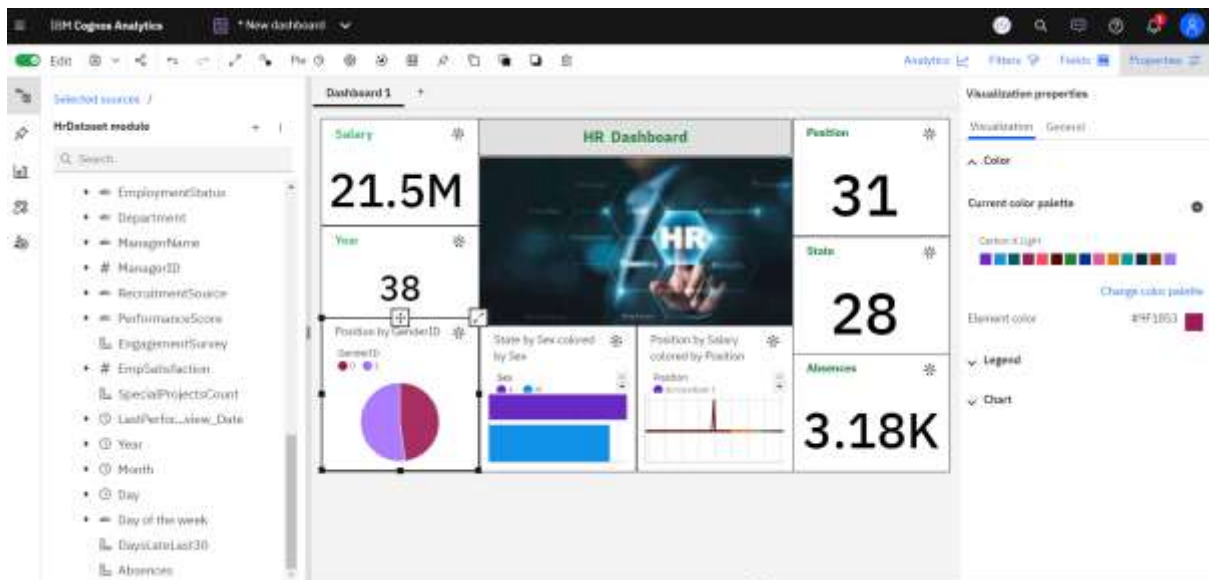 IBM Cognos Analytics
* New dashboard
Edit
Analytics
Filters
Fields
Properties
Selected sources /
HrDataset module
Search
EmploymentStatus
Department
ManagerName
# ManagerID
RecruitmentSource
PerformanceScore
EngagementSurvey
# EmpSatisfaction
SpecialProjectsCount
LastPerfo...view_Date
Year
Month
Day
Day of the week
DaysLateLast30
Absences
Dashboard 1 +
Salary
21.5M
Year
38
HR Dashboard
HR
Position
31
State
28
Absences
3.18K
Position by GenderID
GenderID
0 1
State by Sex colored
by Sex
Sex
Position by Salary
colored by Position
Position
Visualization properties
Visualization General
Color
Current color palette
Change color palette
Element color
#9F1853
Legend
Chart